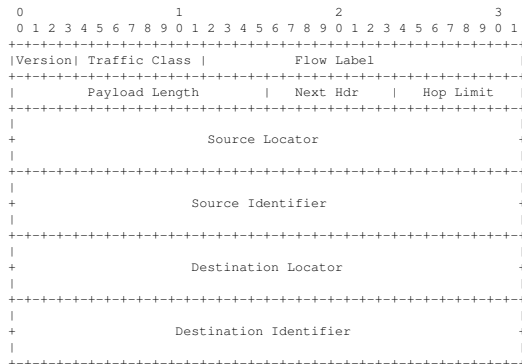 0 1 2 3
0 1 2 3 4 5 6 7 8 9 0 1 2 3 4 5 6 7 8 9 0 1 2 3 4 5 6 7 8 9 0 1
+-+-+-+-+-+-+-+-+-+-+-+-+-+-+-+-+-+-+-+-+-+-+-+-+-+-+-+-+-+-+-+-+
|Version| Traffic Class | Flow Label |
+-+-+-+-+-+-+-+-+-+-+-+-+-+-+-+-+-+-+-+-+-+-+-+-+-+-+-+-+-+-+-+-+
| Payload Length | Next Hdr | Hop Limit |
+-+-+-+-+-+-+-+-+-+-+-+-+-+-+-+-+-+-+-+-+-+-+-+-+-+-+-+-+-+-+-+-+
| |
+ Source Locator +
| |
+-+-+-+-+-+-+-+-+-+-+-+-+-+-+-+-+-+-+-+-+-+-+-+-+-+-+-+-+-+-+-+-+
| |
+ Source Identifier +
| |
+-+-+-+-+-+-+-+-+-+-+-+-+-+-+-+-+-+-+-+-+-+-+-+-+-+-+-+-+-+-+-+-+
| |
+ Destination Locator +
| |
+-+-+-+-+-+-+-+-+-+-+-+-+-+-+-+-+-+-+-+-+-+-+-+-+-+-+-+-+-+-+-+-+
| |
+ Destination Identifier +
| |
+-+-+-+-+-+-+-+-+-+-+-+-+-+-+-+-+-+-+-+-+-+-+-+-+-+-+-+-+-+-+-+-+